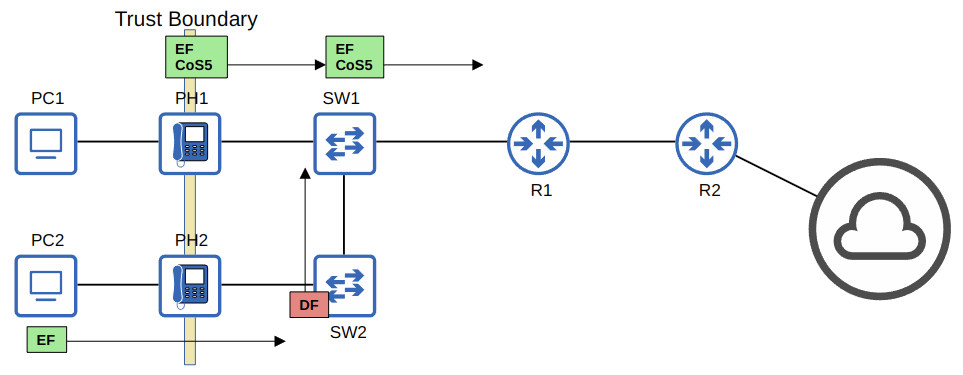 Trust Boundary
EF
CoS5
EF
CoS5
PC1
PH1
SW1
R1
R2
PC2
PH2
DF
SW2
EF